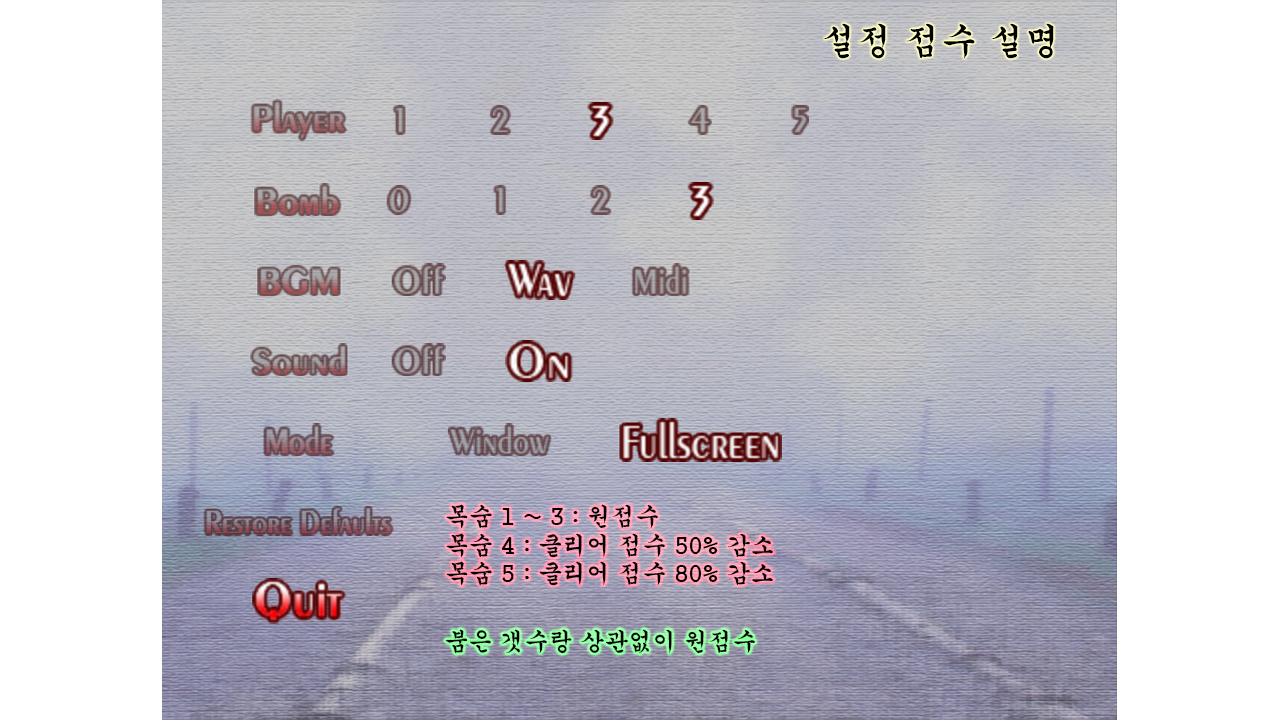 설정 점수 설명
Player 1 2 3 4 5
Bomb 0 1 2 3
BGM Off Wav Midi
Sound Off On
Mode Window Fullscreen
Restore Defaults
목숨 1 ~ 3 : 원점수
목숨 4 : 클리어 점수 50% 감소
목숨 5 : 클리어 점수 80% 감소
Quit
붐은 갯수랑 상관없이 원점수